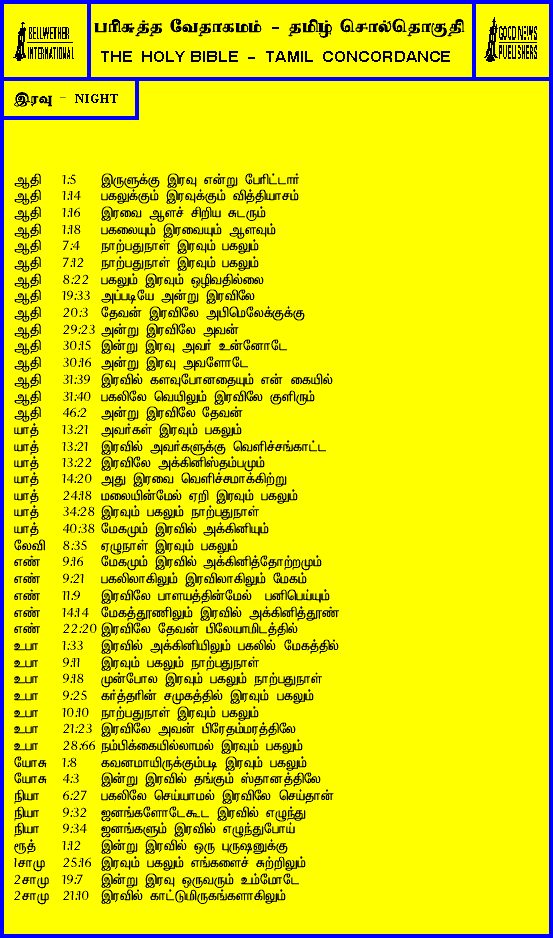 BELLWETHER
INTERNATIONAL
பரிசுத்த வேதாகமம் - தமிழ் சொல்தொகுதி
THE HOLY BIBLE - TAMIL CONCORDANCE
GOOD NEWS
PUBLISHERS
இரவு - NIGHT
ஆதி 1:5 இருளுக்கு இரவு என்று பேரிட்டார்
ஆதி 1:14 பகலுக்கும் இரவுக்கும் வித்தியாசம்
ஆதி 1:16 இரவை ஆளச் சிறிய சுடரும்
ஆதி 1:18 பகலையும் இரவையும் ஆளவும்
ஆதி 7:4 நாற்பதுநாள் இரவும் பகலும்
ஆதி 7:12 நாற்பதுநாள் இரவும் பகலும்
ஆதி 8:22 பகலும் இரவும் ஒழிவதில்லை
ஆதி 19:33 அப்படியே அன்று இரவிலே
ஆதி 20:3 தேவன் இரவிலே அபிமெலேக்குக்கு
ஆதி 29:23 அன்று இரவிலே அவன்
ஆதி 30:15 இன்று இரவு அவர் உன்னோடே
ஆதி 30:16 அன்று இரவு அவளோடே
ஆதி 31:39 இரவில் களவுபோனதையும் என் கையில்
ஆதி 31:40 பகலிலே வெயிலும் இரவிலே குளிரும்
ஆதி 46:2 அன்று இரவிலே தேவன்
யாத் 13:21 அவர்கள் இரவும் பகலும்
யாத் 13:21 இரவில் அவர்களுக்கு வெளிச்சங்காட்ட
யாத் 13:22 இரவிலே அக்கினிஸ்தம்பமும்
யாத் 14:20 அது இரவை வெளிச்சமாக்கிற்று
யாத் 24:18 மலையின்மேல் ஏறி இரவும் பகலும்
யாத் 34:28 இரவும் பகலும் நாற்பதுநாள்
யாத் 40:38 மேகமும் இரவில் அக்கினியும்
லேவி 8:35 ஏழுநாள் இரவும் பகலும்
எண் 9:16 மேகமும் இரவில் அக்கினித்தோற்றமும்
எண் 9:21 பகலிலாகிலும் இரவிலாகிலும் மேகம்
எண் 11:9 இரவிலே பாளயத்தின்மேல் பனிபெய்யும்
எண் 14:14 மேகத்தூணிலும் இரவில் அக்கினித்தூண்
எண் 22:20 இரவிலே தேவன் பிலேயாமிடத்தில்
உபா 1:33 இரவில் அக்கினியிலும் பகலில் மேகத்தில்
உபா 9:11 இரவும் பகலும் நாற்பதுநாள்
உபா 9:18 முன்போல இரவும் பகலும் நாற்பதுநாள்
உபா 9:25 கர்த்தரின் சமுகத்தில் இரவும் பகலும்
உபா 10:10 நாற்பதுநாள் இரவும் பகலும்
உபா 21:23 இரவிலே அவன் பிரேதம்மரத்திலே
உபா 28:66 நம்பிக்கையில்லாமல் இரவும் பகலும்
யோசு 1:8 கவனமாயிருக்கும்படி இரவும் பகலும்
யோசு 4:3 இன்று இரவில் தங்கும் ஸ்தானத்திலே
நியா 6:27 பகலிலே செய்யாமல் இரவிலே செய்தான்
நியா 9:32 ஜனங்களோடேகூட இரவில் எழுந்து
நியா 9:34 ஜனங்களும் இரவில் எழுந்துபோய்
ரூத் 1:12 இன்று இரவில் ஒரு புருஷனுக்கு
1சாமு 25:16 இரவும் பகலும் எங்களைச் சுற்றிலும்
2சாமு 19:7 இன்று இரவு ஒருவரும் உம்மோடே
2சாமு 21:10 இரவில் காட்டுமிருகங்களாகிலும்